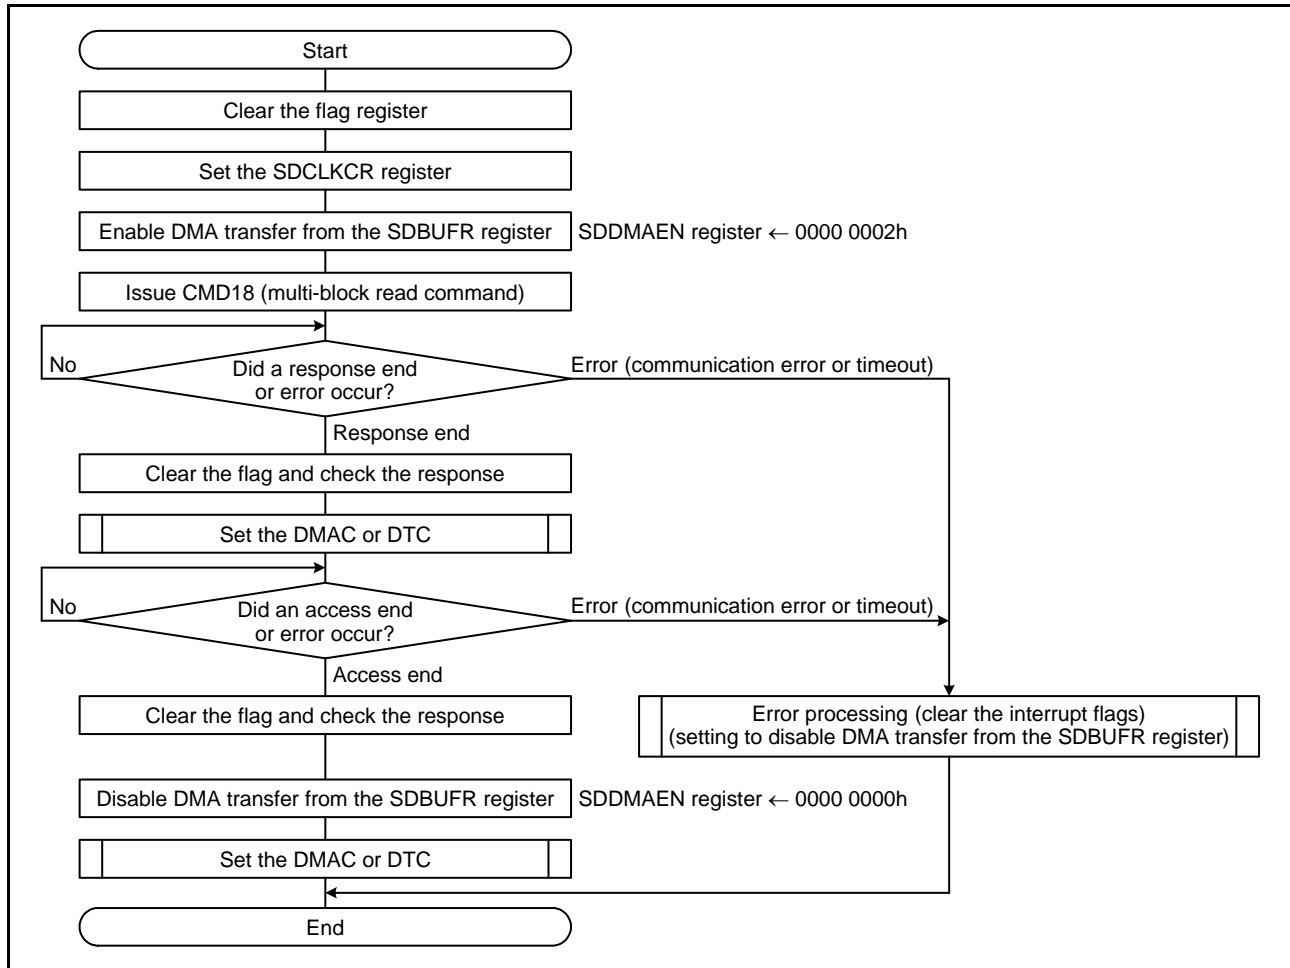 Start
Clear the flag register
Set the SDCLKCR register
Enable DMA transfer from the SDBUFR register
SDDMAEN register ← 0000 0002h
Issue CMD18 (multi-block read command)
No
Did a response end
or error occur?
Error (communication error or timeout)
Response end
Clear the flag and check the response
Set the DMAC or DTC
No
Did an access end
or error occur?
Error (communication error or timeout)
Access end
Clear the flag and check the response
Error processing (clear the interrupt flags)
(setting to disable DMA transfer from the SDBUFR register)
Disable DMA transfer from the SDBUFR register
SDDMAEN register ← 0000 0000h
Set the DMAC or DTC
End